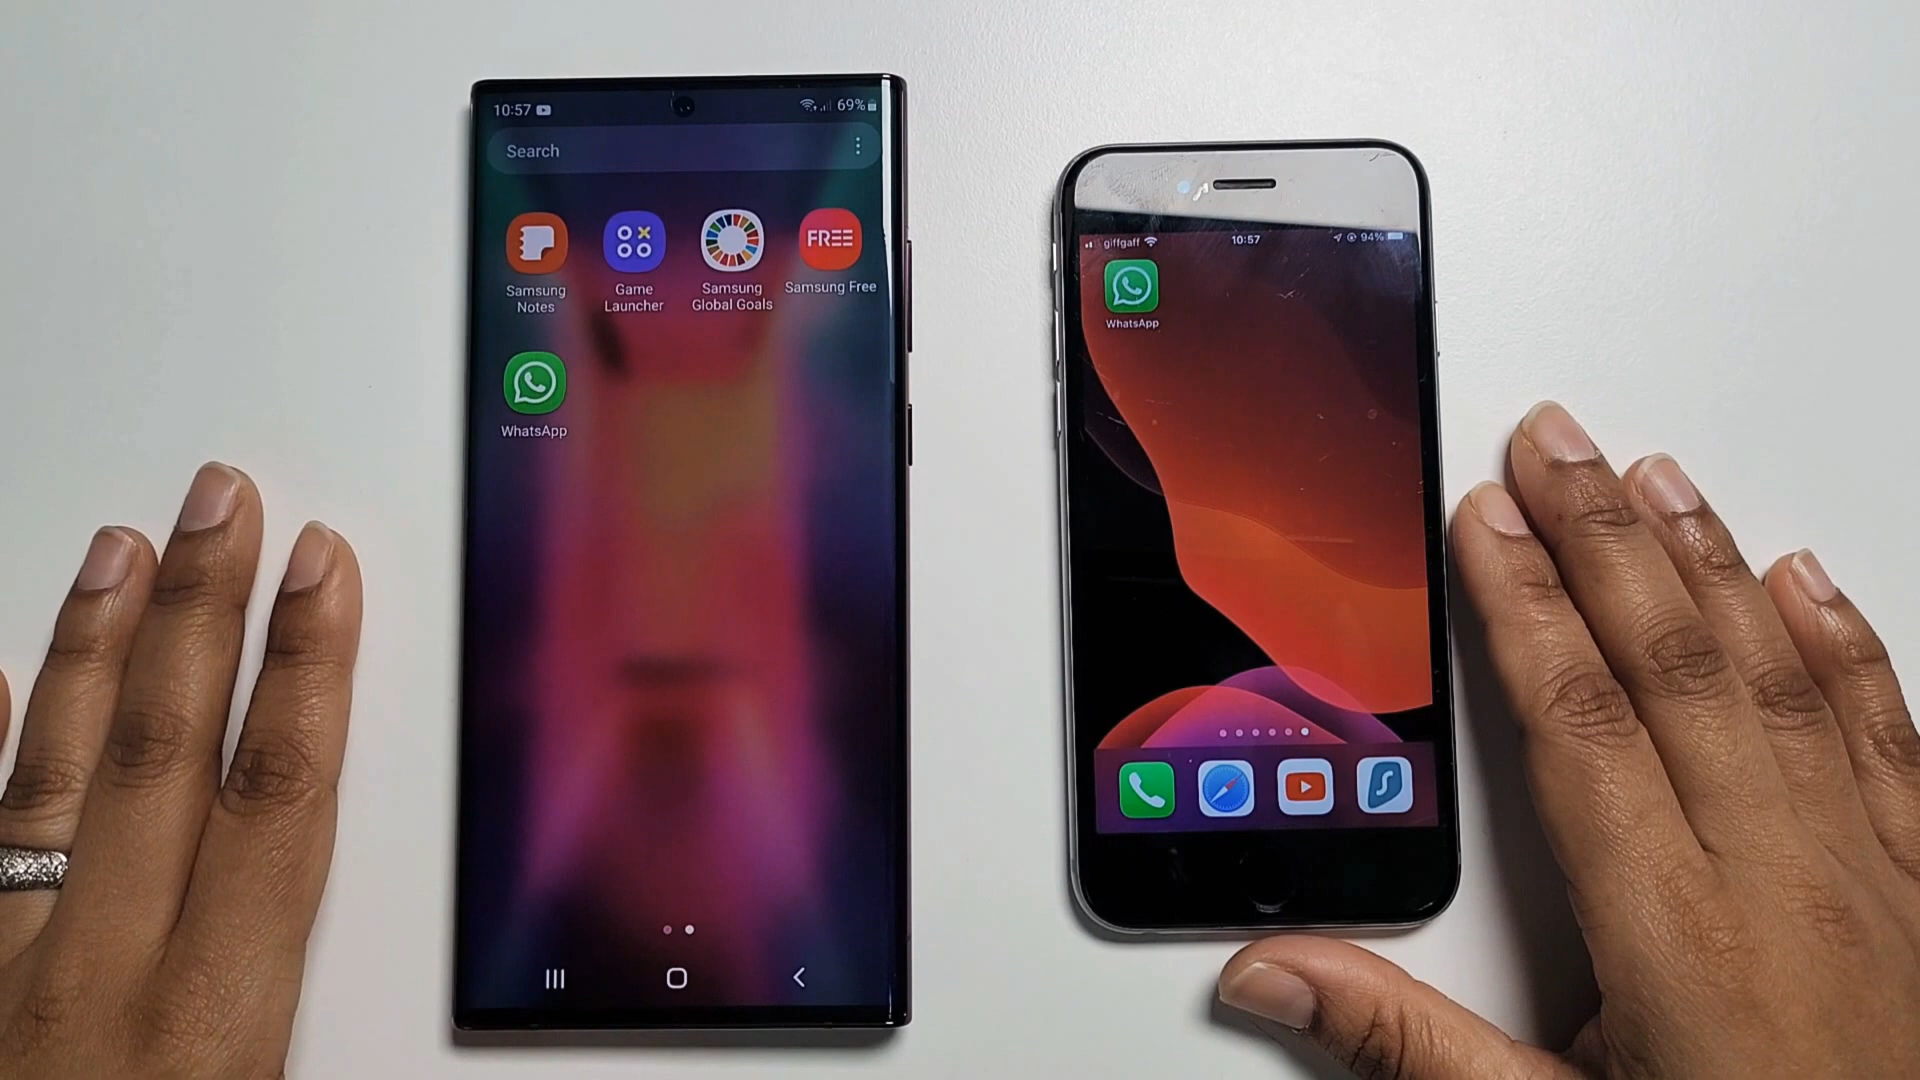 10:57
69%
Search
Samsung
Notes
Game
Launcher
Samsung
Global Goals
FREE
Samsung Free
WhatsApp
giffgaff
10:57
94%
WhatsApp